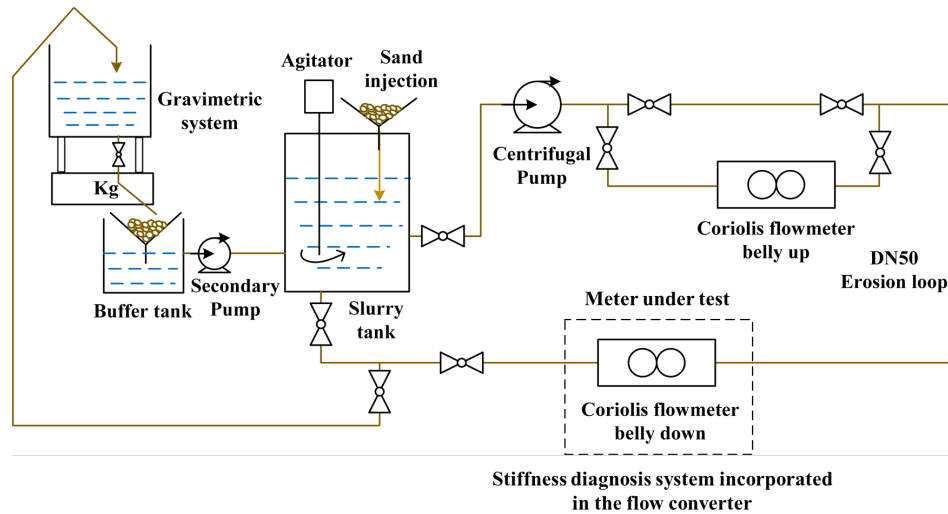 Gravimetric
system
Kg
Buffer tank
Secondary
Pump
Agitator
Sand
injection
Slurry
tank
Centrifugal
Pump
Coriolis flowmeter
belly up
DN50
Erosion loop
Meter under test
Coriolis flowmeter
belly down
Stiffness diagnosis system incorporated
in the flow converter